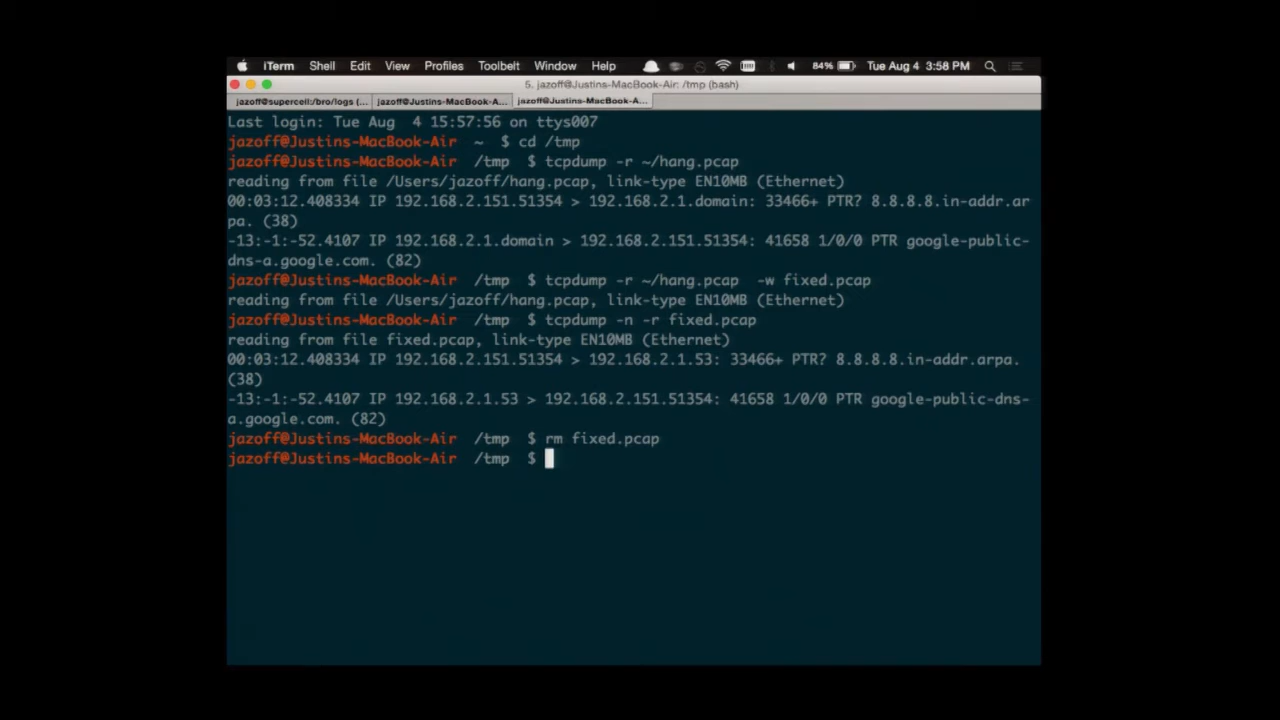 iTerm Shell Edit View Profiles Toolbelt Window Help 84% Tue Aug 4 3:58 PM
5. jazoff@Justins-MacBook-Air: /tmp (bash)
jazoff@supercell:/bro/logs (... jazoff@Justins-MacBook-A... jazoff@Justins-MacBook-A...
Last login: Tue Aug  4 15:57:56 on ttys007
jazoff@Justins-MacBook-Air  ~  $ cd /tmp
jazoff@Justins-MacBook-Air  /tmp  $ tcpdump -r ~/hang.pcap
reading from file /Users/jazoff/hang.pcap, link-type EN10MB (Ethernet)
00:03:12.408334 IP 192.168.2.151.51354 > 192.168.2.1.domain: 33466+ PTR? 8.8.8.8.in-addr.ar
pa. (38)
-13:-1:-52.4107 IP 192.168.2.1.domain > 192.168.2.151.51354: 41658 1/0/0 PTR google-public-
dns-a.google.com. (82)
jazoff@Justins-MacBook-Air  /tmp  $ tcpdump -r ~/hang.pcap  -w fixed.pcap
reading from file /Users/jazoff/hang.pcap, link-type EN10MB (Ethernet)
jazoff@Justins-MacBook-Air  /tmp  $ tcpdump -n -r fixed.pcap
reading from file fixed.pcap, link-type EN10MB (Ethernet)
00:03:12.408334 IP 192.168.2.151.51354 > 192.168.2.1.53: 33466+ PTR? 8.8.8.8.in-addr.arpa.
(38)
-13:-1:-52.4107 IP 192.168.2.1.53 > 192.168.2.151.51354: 41658 1/0/0 PTR google-public-dns-
a.google.com. (82)
jazoff@Justins-MacBook-Air  /tmp  $ rm fixed.pcap
jazoff@Justins-MacBook-Air  /tmp  $